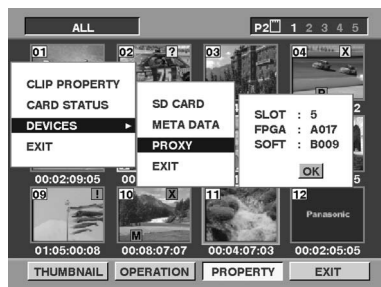 ALL P2 1 2 3 4 5
01 02 ? 03 04 X
CLIP PROPERTY
CARD STATUS
DEVICES
EXIT
SD CARD
META DATA
PROXY
EXIT
SLOT : 5
FPGA : A017
SOFT : B009
OK
00:02:09:05 00 2 5
09 ! 10 X 11 12
M Panasonic
01:05:00:08 00:08:07:07 00:04:07:03 00:02:05:05
THUMBNAIL OPERATION PROPERTY EXIT